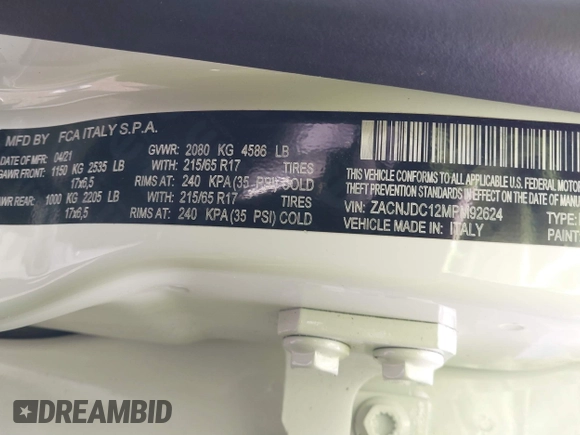 MFD BY FCA ITALY S.P.A.
DATE OF MFR 04/21 GVWR: 2080 KG 4586 LB
GAWR FRONT: 1150 KG 2535 LB WITH: 215/65 R17 TIRES
17x6,5 RIMS AT: 240 KPA (35 PSI) COLD
GAWR REAR: 1000 KG 2205 LB WITH: 215/65 R17 TIRES
17x6,5 RIMS AT: 240 KPA (35 PSI) COLD
THIS VEHICLE CONFORMS TO ALL APPLICABLE U.S. FEDERAL MOTOR
PREVENTION STANDARDS IN EFFECT ON THE DATE OF MANU
VIN: ZACNJDC12MPM92624 TYPE:
VEHICLE MADE IN: ITALY PAINT
DREAMBID